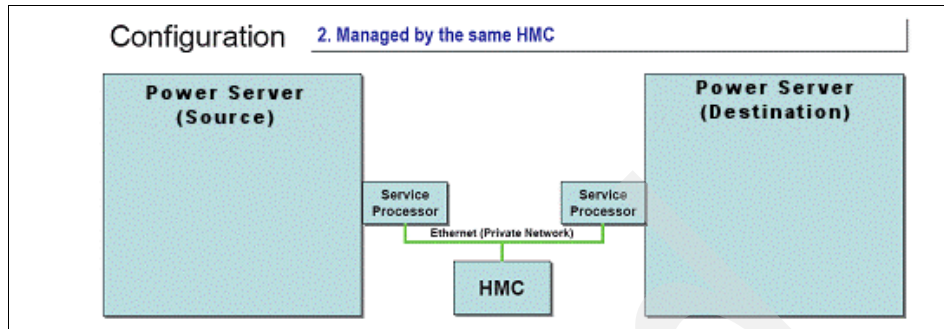 Configuration 2. Managed by the same HMC
Power Server
(Source)
Power Server
(Destination)
Service
Processor
Service
Processor
Ethernet (Private Network)
HMC